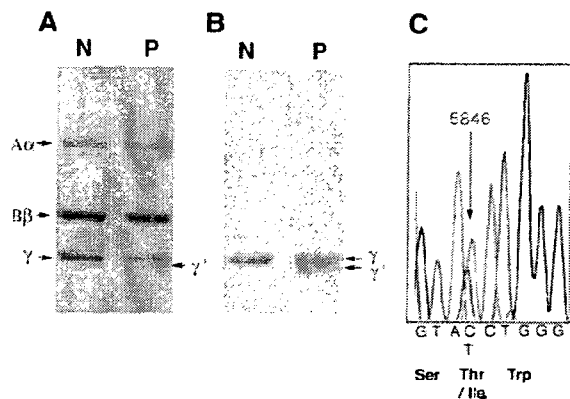 A
N P
Aα
Bβ
γ
γ'
B
N P
γ
γ'
C
5846
G T A C C T G G G
T
Ser Thr Trp
/ Ile